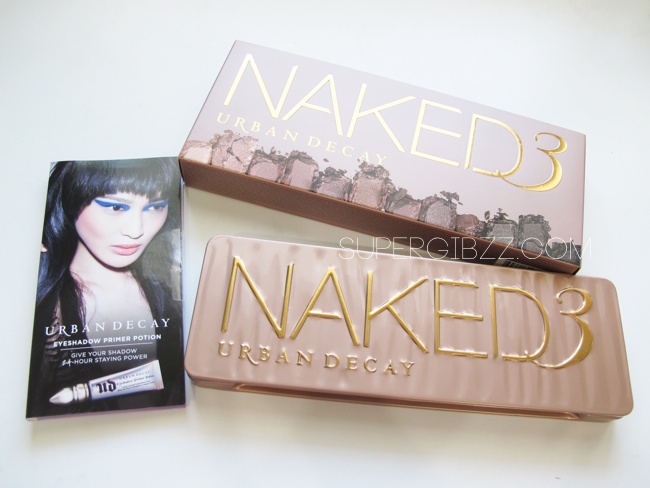 NAKED3
URBAN DECAY
SUPERGIBZZ.COM
NAKED3
URBAN DECAY
URBAN DECAY
EYESHADOW PRIMER POTION
GIVE YOUR SHADOW
24-HOUR STAYING POWER
UD